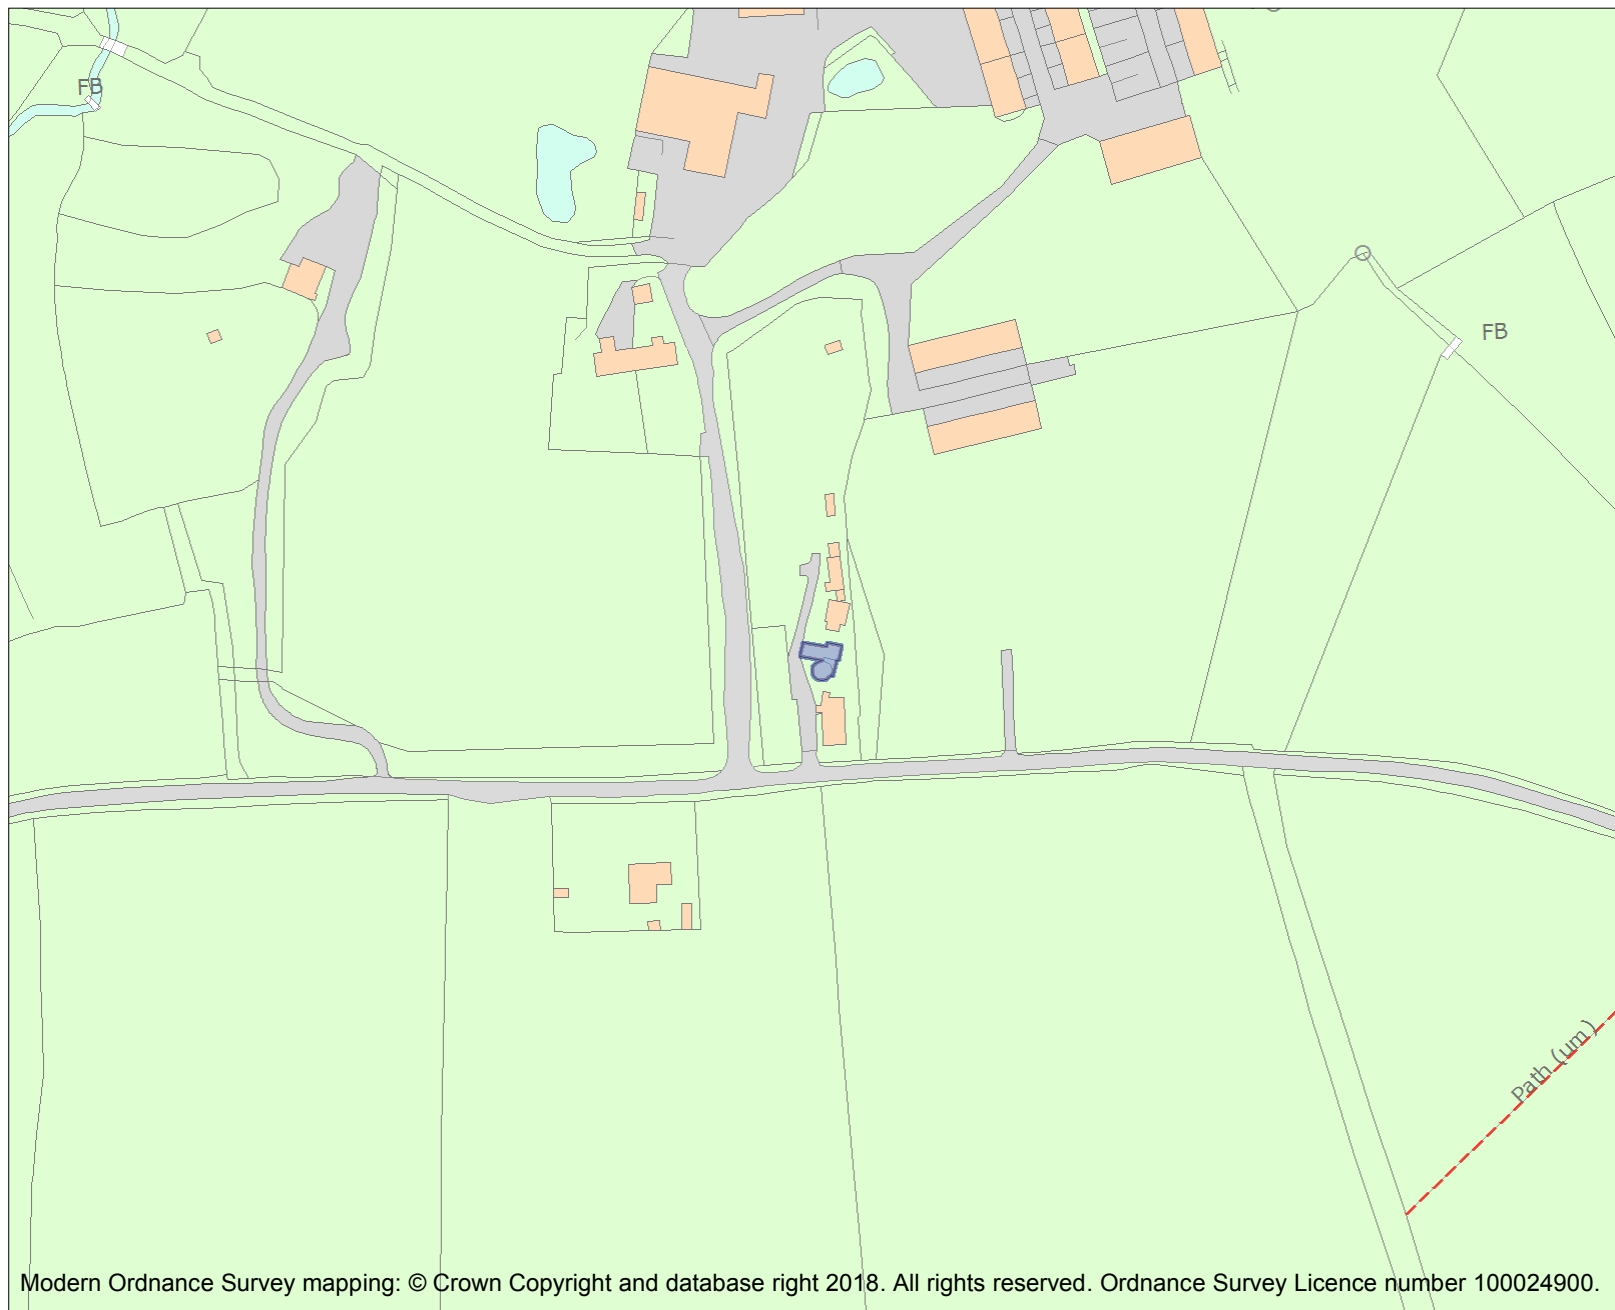 FB
FB
Path (um)
Modern Ordnance Survey mapping: © Crown Copyright and database right 2018. All rights reserved. Ordnance Survey Licence number 100024900.